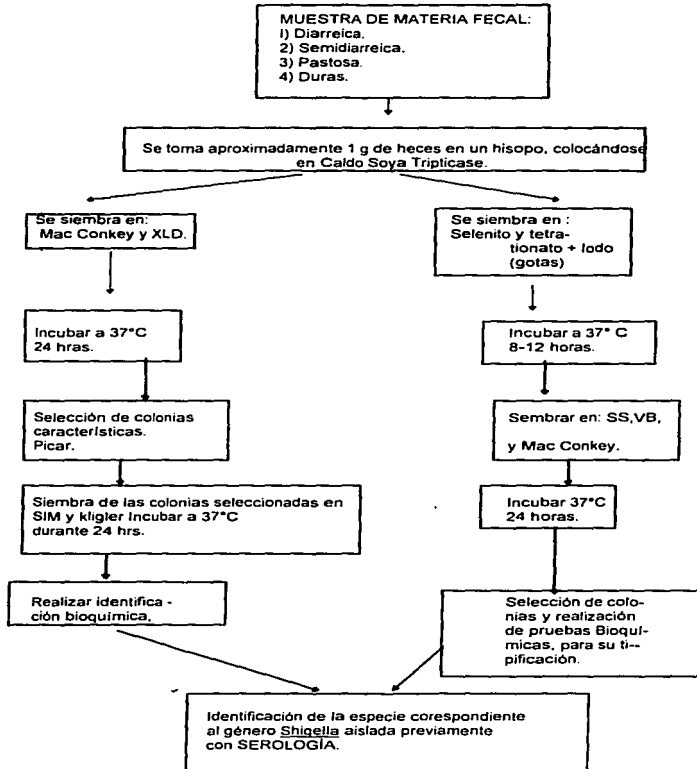 MUESTRA DE MATERIA FECAL:
I) Diarreica.
2) Semidiarreica.
3) Pastosa.
4) Duras.
Se toma aproximadamente 1 g de heces en un hisopo, colocándose
en Caldo Soya Tripticase.
Se siembra en:
Mac Conkey y XLD.
Incubar a 37°C
24 hras.
Selección de colonias
características.
Picar.
Siembra de las colonias seleccionadas en
SIM y kligler Incubar a 37°C
durante 24 hrs.
Realizar identifica -
ción bioquímica,
Se siembra en :
Selenito y tetra-
tionato + Iodo
(gotas)
Incubar a 37° C
8-12 horas.
Sembrar en: SS,VB,
y Mac Conkey.
Incubar 37°C
24 horas.
Selección de colo-
nias y realización
de pruebas Bioquí-
micas, para su ti--
pificación.
Identificación de la especie corespondiente
al género Shigella aislada previamente
con SEROLOGÍA.